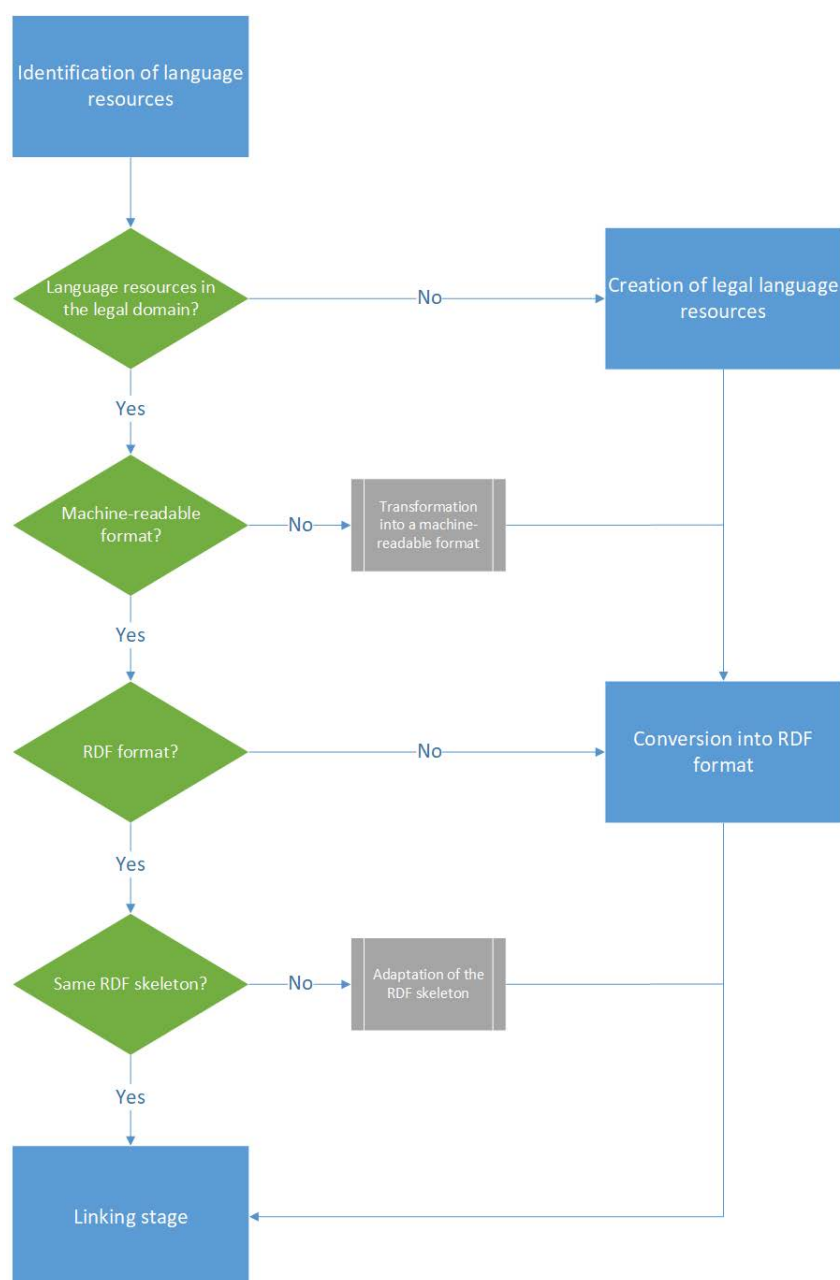 Identification of language
resources
Language resources in
the legal domain?
No
Creation of legal language
resources
Yes
Machine-readable
format?
No
Transformation
into a machine-
readable format
Yes
RDF format?
No
Conversion into RDF
format
Yes
Same RDF skeleton?
No
Adaptation of the
RDF skeleton
Yes
Linking stage